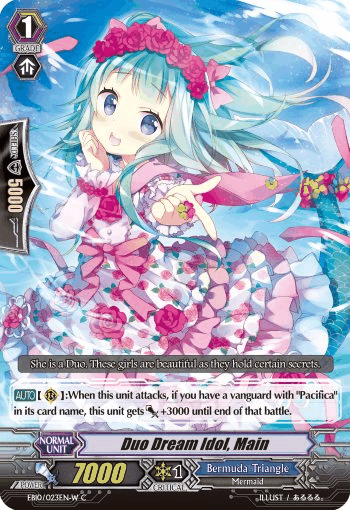 1
GRADE
SHIELD
5000
She is a Duo. These girls are beautiful as they hold certain secrets.
AUTO [ ]:When this unit attacks, if you have a vanguard with "Pacifica"
in its card name, this unit gets +3000 until end of that battle.
NORMAL
UNIT
Duo Dream Idol, Main
POWER
7000
1
CRITICAL
Bermuda Triangle
Mermaid
EB10/023EN-W C
ILLUST / あるるる。